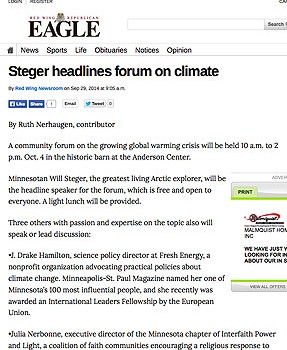 LOGIN | REGISTER
CA
RED WING REPUBLICAN
EAGLE
Search
News Sports Life Obituaries Notices Opinion
Steger headlines forum on climate
By Red Wing Newsroom on Sep 29, 2014 at 8:05 a.m.
Like Share 1 Email Tweet 0
By Ruth Nerhaugen, contributor
A community forum on the growing global warming crisis will be held 10 a.m. to 2
p.m. Oct. 4 in the historic barn at the Anderson Center.
Minnesotan Will Steger, the greatest living Arctic explorer, will be
the headline speaker for the forum, which is free and open to
everyone. A light lunch will be provided.
ADVER
PRINT
Three others with passion and expertise on the topic also will
speak or lead discussion:
MALMQUIST HOM
INC
•J. Drake Hamilton, science policy director at Fresh Energy, a
nonprofit organization advocating practical policies about
climate change. Minneapolis-St. Paul Magazine named her one of
Minnesota's 100 most influential people, and she recently was
awarded an International Leaders Fellowship by the European
Union.
WE HAVE JUST W
LOOKING FOR IN
ABOUT OUR IN S
VIEW ALL OFFERS
•Julia Nerbonne, executive director of the Minnesota chapter of Interfaith Power
and Light, a coalition of faith communities encouraging a religious response to